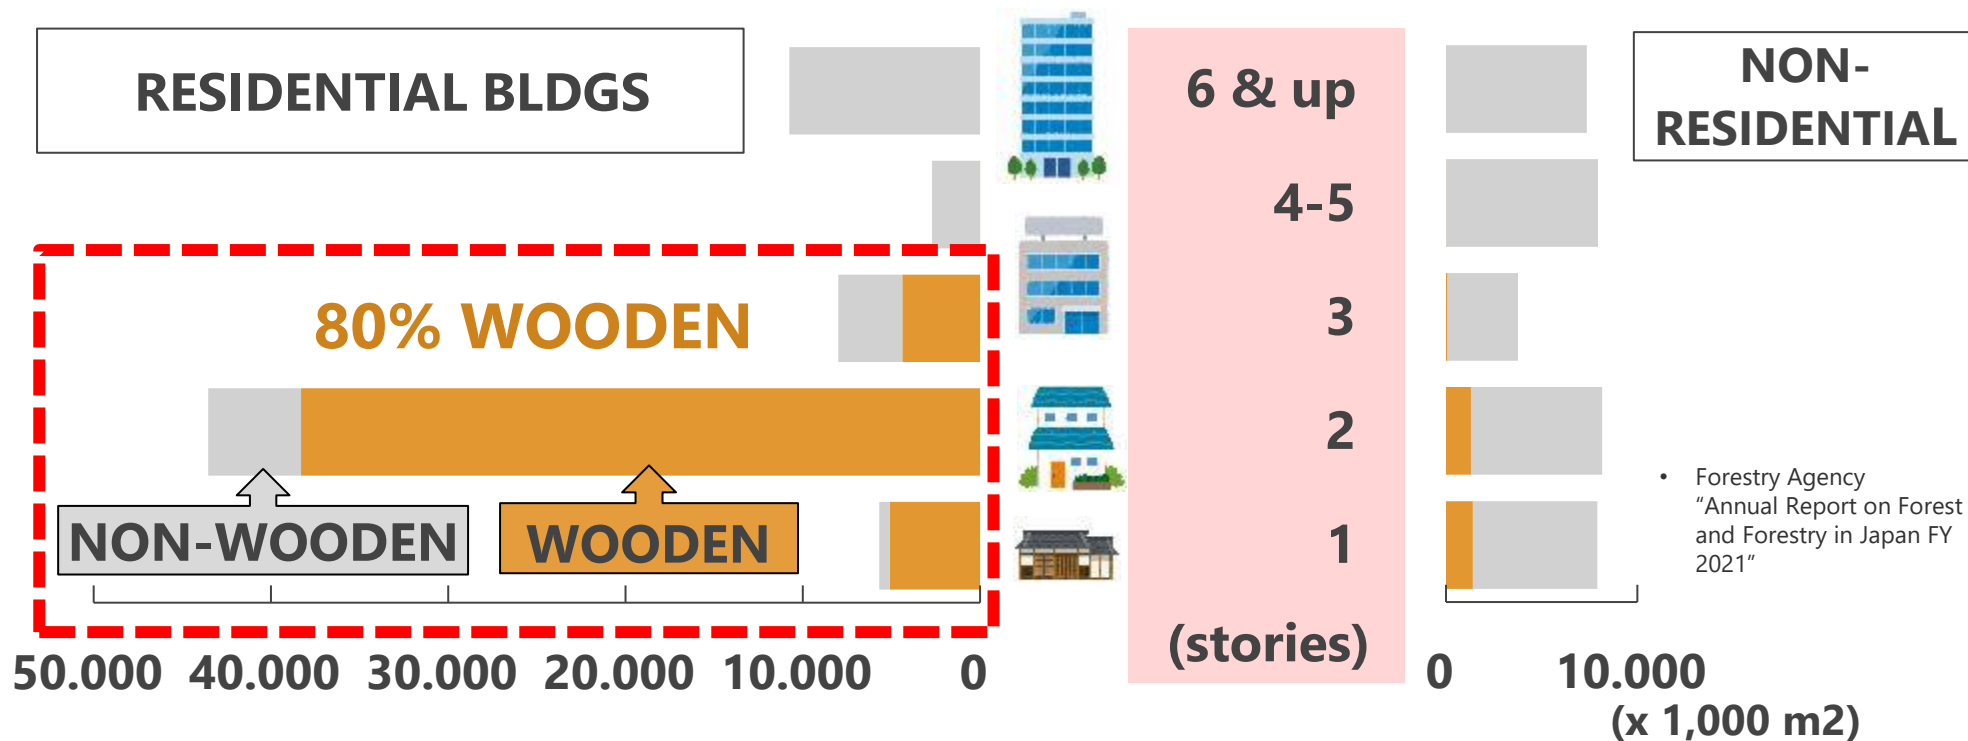 RESIDENTIAL BLDGS
6 & up
NON-
RESIDENTIAL
4-5
80% WOODEN
3
2
NON-WOODEN
WOODEN
1
• Forestry Agency
“Annual Report on Forest
and Forestry in Japan FY
2021”
(stories)
50.000 40.000 30.000 20.000 10.000 0
0 10.000
(x 1,000 m2)